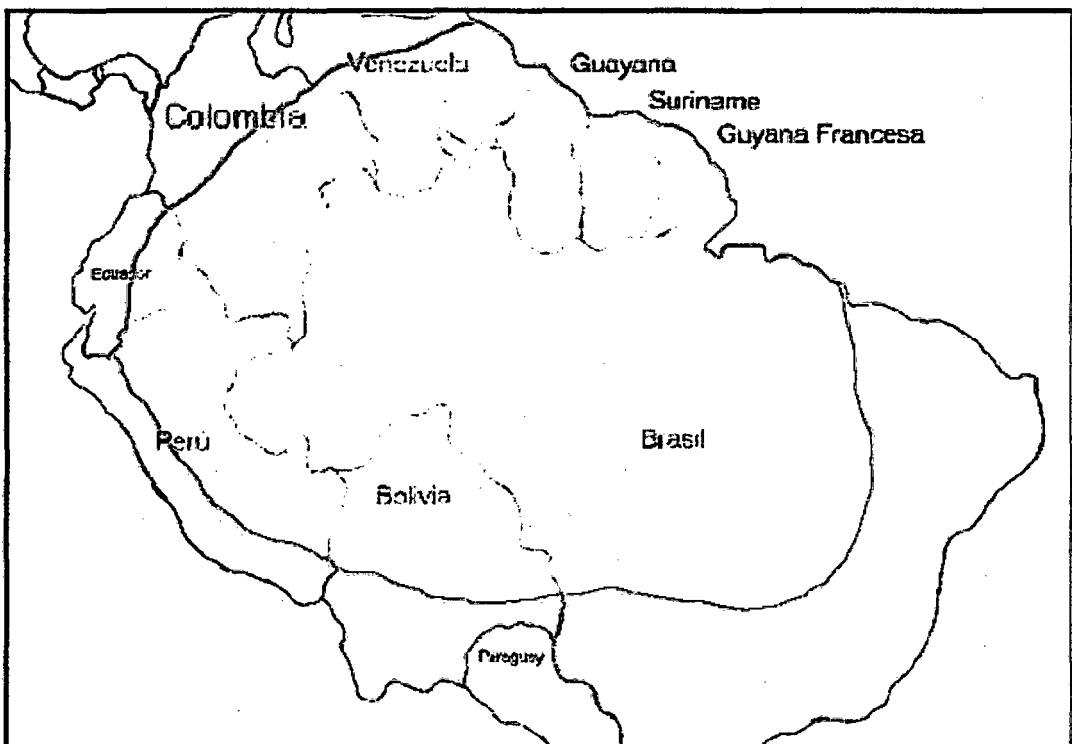 Venezuela
Guayana
Suriname
Colombia
Guyana Francesa
Ecuador
Perú
Brasil
Bolivia
Paraguay